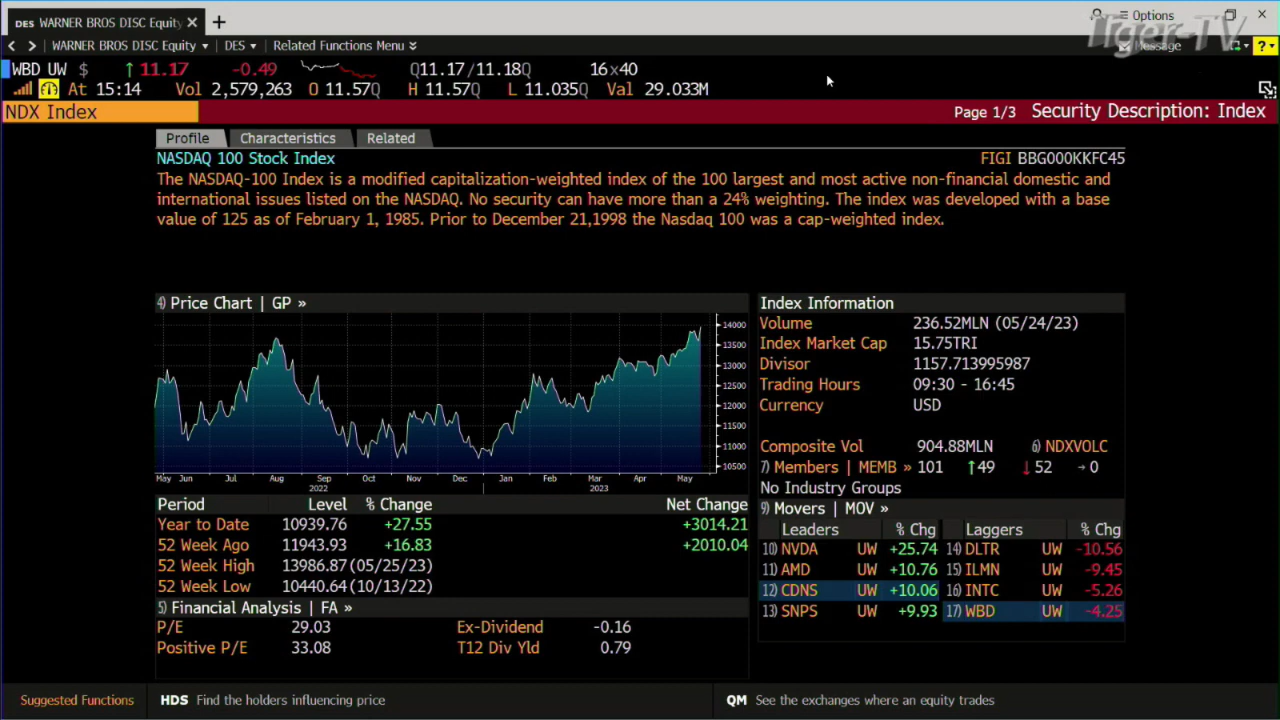 DES WARNER BROS DISC Equity × +
Options
Tiger-TV
WARNER BROS DISC Equity DES Related Functions Menu
Message
?
WBD UW $ ↑11.17 -0.49 Q11.17/11.18Q 16x40
At 15:14 Vol 2,579,263 O 11.57Q H 11.57Q L 11.035Q Val 29.033M
NDX Index Page 1/3 Security Description: Index
Profile Characteristics Related
NASDAQ 100 Stock Index FIGI BBG000KKFC45
The NASDAQ-100 Index is a modified capitalization-weighted index of the 100 largest and most active non-financial domestic and
international issues listed on the NASDAQ. No security can have more than a 24% weighting. The index was developed with a base
value of 125 as of February 1, 1985. Prior to December 21,1998 the Nasdaq 100 was a cap-weighted index.
4) Price Chart | GP »
14000
13500
13000
12500
12000
11500
11000
10500
May Jun Jul Aug Sep Oct Nov Dec Jan Feb Mar Apr May
2022 2023
Period Level % Change Net Change
Year to Date 10939.76 +27.55 +3014.21
52 Week Ago 11943.93 +16.83 +2010.04
52 Week High 13986.87 (05/25/23)
52 Week Low 10440.64 (10/13/22)
5) Financial Analysis | FA »
P/E 29.03 Ex-Dividend -0.16
Positive P/E 33.08 T12 Div Yld 0.79
Index Information
Volume 236.52MLN (05/24/23)
Index Market Cap 15.75TRI
Divisor 1157.713995987
Trading Hours 09:30 - 16:45
Currency USD
Composite Vol 904.88MLN 6) NDXVOLC
7) Members | MEMB » 101 ↑49 ↓52 →0
No Industry Groups
9) Movers | MOV »
Leaders % Chg Laggers % Chg
10) NVDA UW +25.74 14) DLTR UW -10.56
11) AMD UW +10.76 15) ILMN UW -9.45
12) CDNS UW +10.06 16) INTC UW -5.26
13) SNPS UW +9.93 17) WBD UW -4.25
Suggested Functions HDS Find the holders influencing price QM See the exchanges where an equity trades